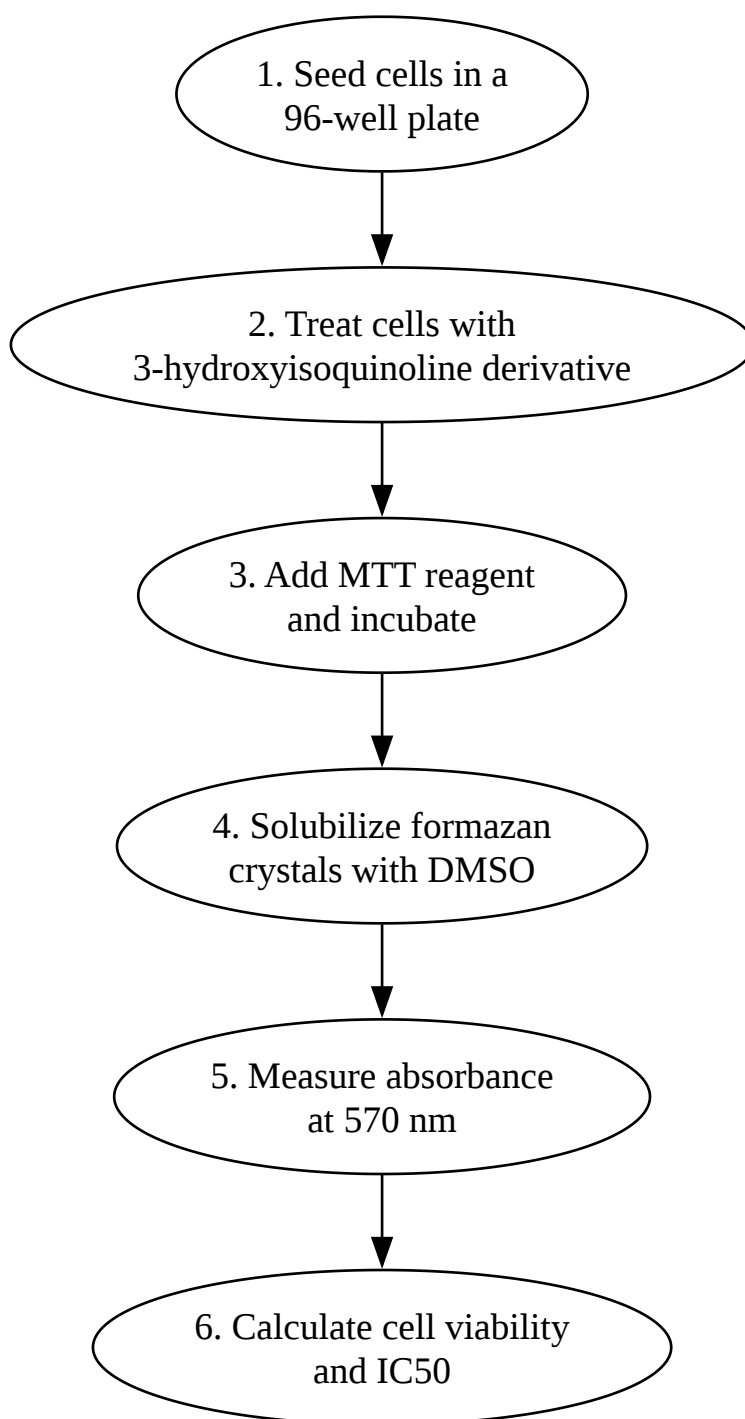 1. Seed cells in a
96-well plate
2. Treat cells with
3-hydroxyisoquinoline derivative
3. Add MTT reagent
and incubate
4. Solubilize formazan
crystals with DMSO
5. Measure absorbance
at 570 nm
6. Calculate cell viability
and IC50